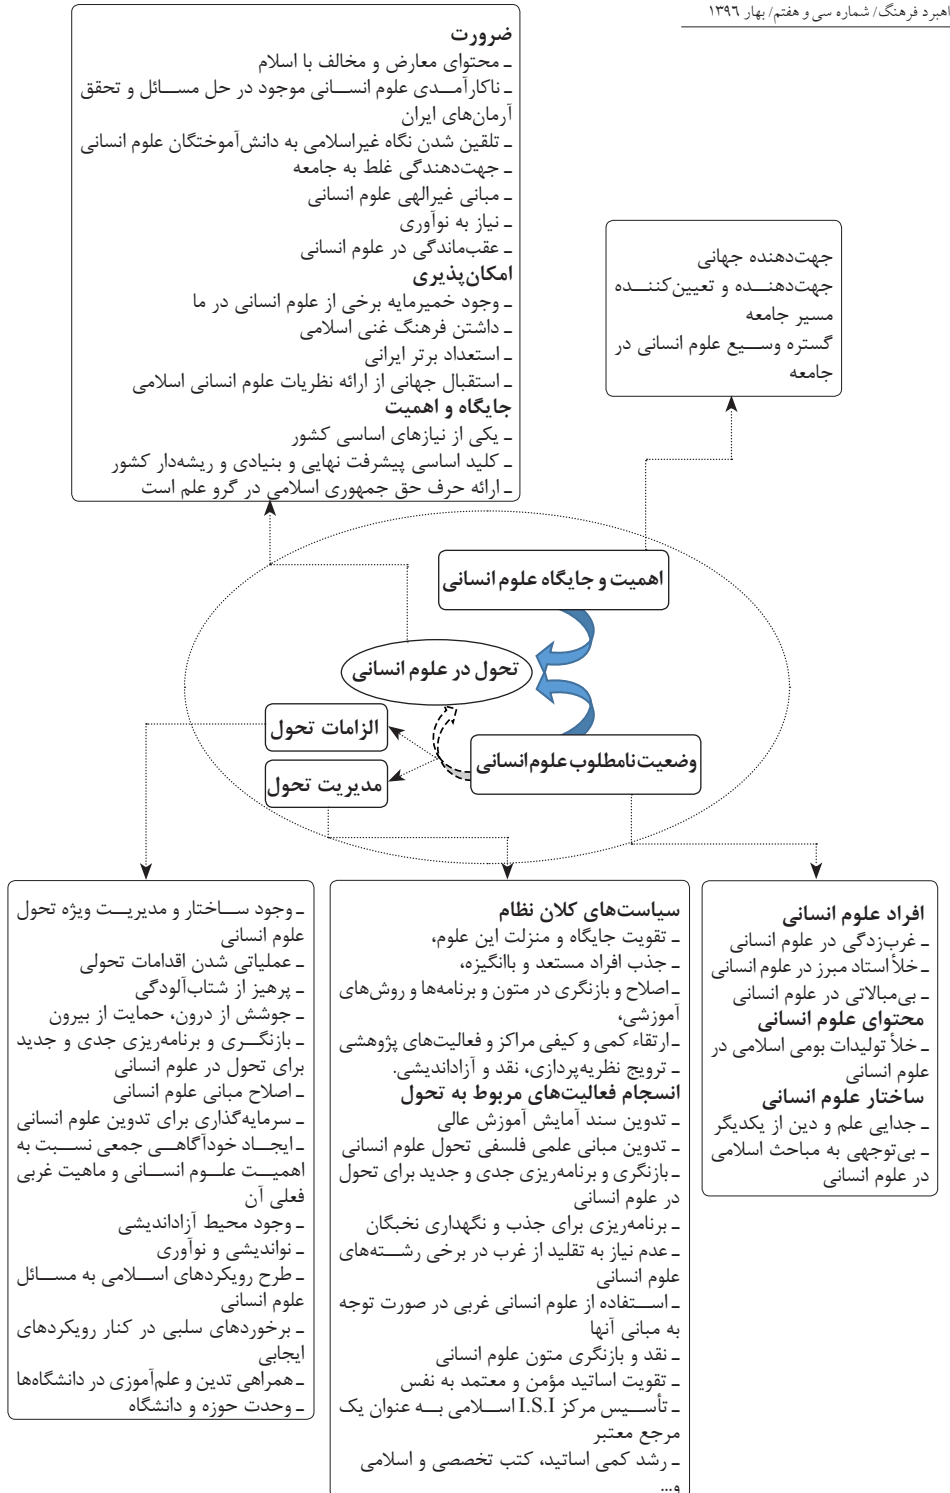 اهبرد فرهنگ/ شماره سی و هفتم/ بهار ۱۳۹۶
ضرورت
ـ محتوای معارض و مخالف با اسلام
ـ ناکارآمدی علوم انسانی موجود در حل مسائل و تحقق
آرمان‌های ایران
ـ تلقین شدن نگاه غیراسلامی به دانش‌آموختگان علوم انسانی
ـ جهت‌دهندگی غلط به جامعه
ـ مبانی غیرالهی علوم انسانی
ـ نیاز به نوآوری
ـ عقب‌ماندگی در علوم انسانی
امکان‌پذیری
ـ وجود خمیرمایه برخی از علوم انسانی در ما
ـ داشتن فرهنگ غنی اسلامی
ـ استعداد برتر ایرانی
ـ استقبال جهانی از ارائه نظریات علوم انسانی اسلامی
جایگاه و اهمیت
ـ یکی از نیازهای اساسی کشور
ـ کلید اساسی پیشرفت نهایی و بنیادی و ریشه‌دار کشور
ـ ارائه حرف حق جمهوری اسلامی در گرو علم است
جهت‌دهنده جهانی
جهت‌دهنده و تعیین‌کننده
مسیر جامعه
گستره وسیع علوم انسانی در
جامعه
اهمیت و جایگاه علوم انسانی
تحول در علوم انسانی
الزامات تحول
وضعیت نامطلوب علوم انسانی
مدیریت تحول
افراد علوم انسانی
ـ غرب‌زدگی در علوم انسانی
ـ خلأ استاد مبرز در علوم انسانی
ـ بی‌مبالاتی در علوم انسانی
محتوای علوم انسانی
ـ خلأ تولیدات بومی اسلامی در
علوم انسانی
ساختار علوم انسانی
ـ جدایی علم و دین از یکدیگر
ـ بی‌توجهی به مباحث اسلامی
در علوم انسانی
سیاست‌های کلان نظام
ـ تقویت جایگاه و منزلت این علوم،
ـ جذب افراد مستعد و باانگیزه،
ـ اصلاح و بازنگری در متون و برنامه‌ها و روش‌های
آموزشی،
ـ ارتقاء کمی و کیفی مراکز و فعالیت‌های پژوهشی
ـ ترویج نظریه‌پردازی، نقد و آزاداندیشی.
انسجام فعالیت‌های مربوط به تحول
ـ تدوین سند آمایش آموزش عالی
ـ تدوین مبانی علمی فلسفی تحول علوم انسانی
ـ بازنگری و برنامه‌ریزی جدی و جدید برای تحول
در علوم انسانی
ـ برنامه‌ریزی برای جذب و نگهداری نخبگان
ـ عدم نیاز به تقلید از غرب در برخی رشته‌های
علوم انسانی
ـ استفاده از علوم انسانی غربی در صورت توجه
به مبانی آنها
ـ نقد و بازنگری متون علوم انسانی
ـ تقویت اساتید مؤمن و معتمد به نفس
ـ تأسیس مرکز I.S.I اسلامی به عنوان یک
مرجع معتبر
ـ رشد کمی اساتید، کتب تخصصی و اسلامی
و...
ـ وجود ساختار و مدیریت ویژه تحول
علوم انسانی
ـ عملیاتی شدن اقدامات تحولی
ـ پرهیز از شتاب‌آلودگی
ـ جوشش از درون، حمایت از بیرون
ـ بازنگری و برنامه‌ریزی جدی و جدید
برای تحول در علوم انسانی
ـ اصلاح مبانی علوم انسانی
ـ سرمایه‌گذاری برای تدوین علوم انسانی
ـ ایجاد خودآگاهی جمعی نسبت به
اهمیت علوم انسانی و ماهیت غربی
فعلی آن
ـ وجود محیط آزاداندیشی
ـ نواندیشی و نوآوری
ـ طرح رویکردهای اسلامی به مسائل
علوم انسانی
ـ برخوردهای سلبی در کنار رویکردهای
ایجابی
ـ همراهی تدین و علم‌آموزی در دانشگاه‌ها
ـ وحدت حوزه و دانشگاه